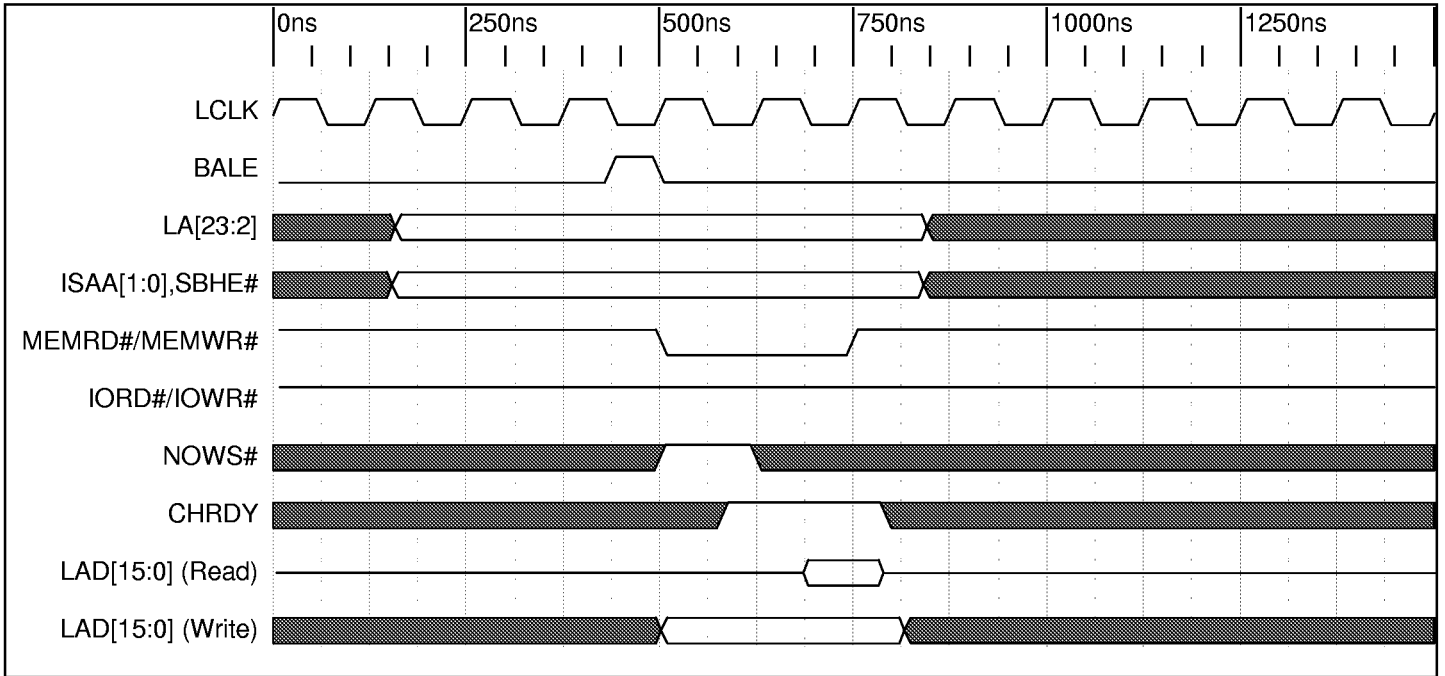 0ns 250ns 500ns 750ns 1000ns 1250ns
LCLK
BALE
LA[23:2]
ISAA[1:0],SBHE#
MEMRD#/MEMWR#
IORD#/IOWR#
NOWS#
CHRDY
LAD[15:0] (Read)
LAD[15:0] (Write)